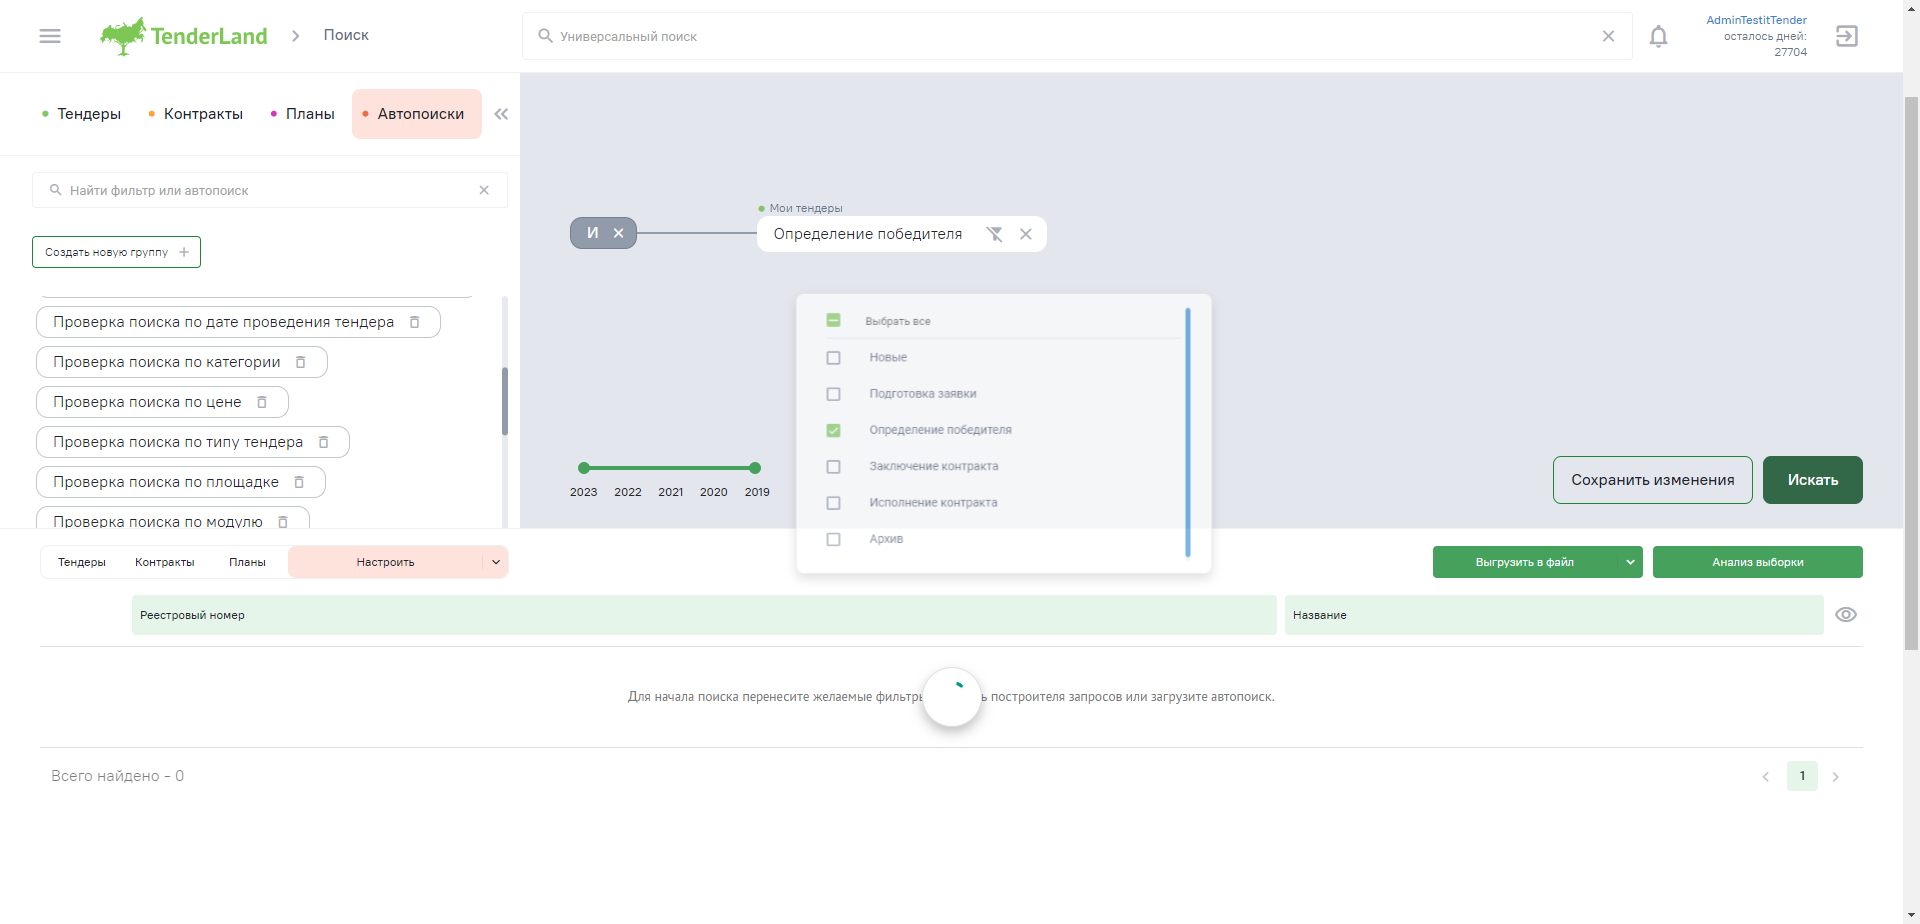 TenderLand
Поиск
Универсальный поиск
AdminTestitTender
осталось дней:
27704
Тендеры
Контракты
Планы
Автопоиски
Найти фильтр или автопоиск
Создать новую группу
Проверка поиска по дате проведения тендера
Проверка поиска по категории
Проверка поиска по цене
Проверка поиска по типу тендера
Проверка поиска по площадке
Проверка поиска по модулю
И
Мои тендеры
Определение победителя
Выбрать все
Новые
Подготовка заявки
Определение победителя
Заключение контракта
Исполнение контракта
Архив
2023 2022 2021 2020 2019
Сохранить изменения
Искать
Тендеры Контракты Планы Настроить
Выгрузить в файл
Анализ выборки
Реестровый номер
Название
Для начала поиска перенесите желаемые построителя запросов или загрузите автопоиск.
Всего найдено - 0
1